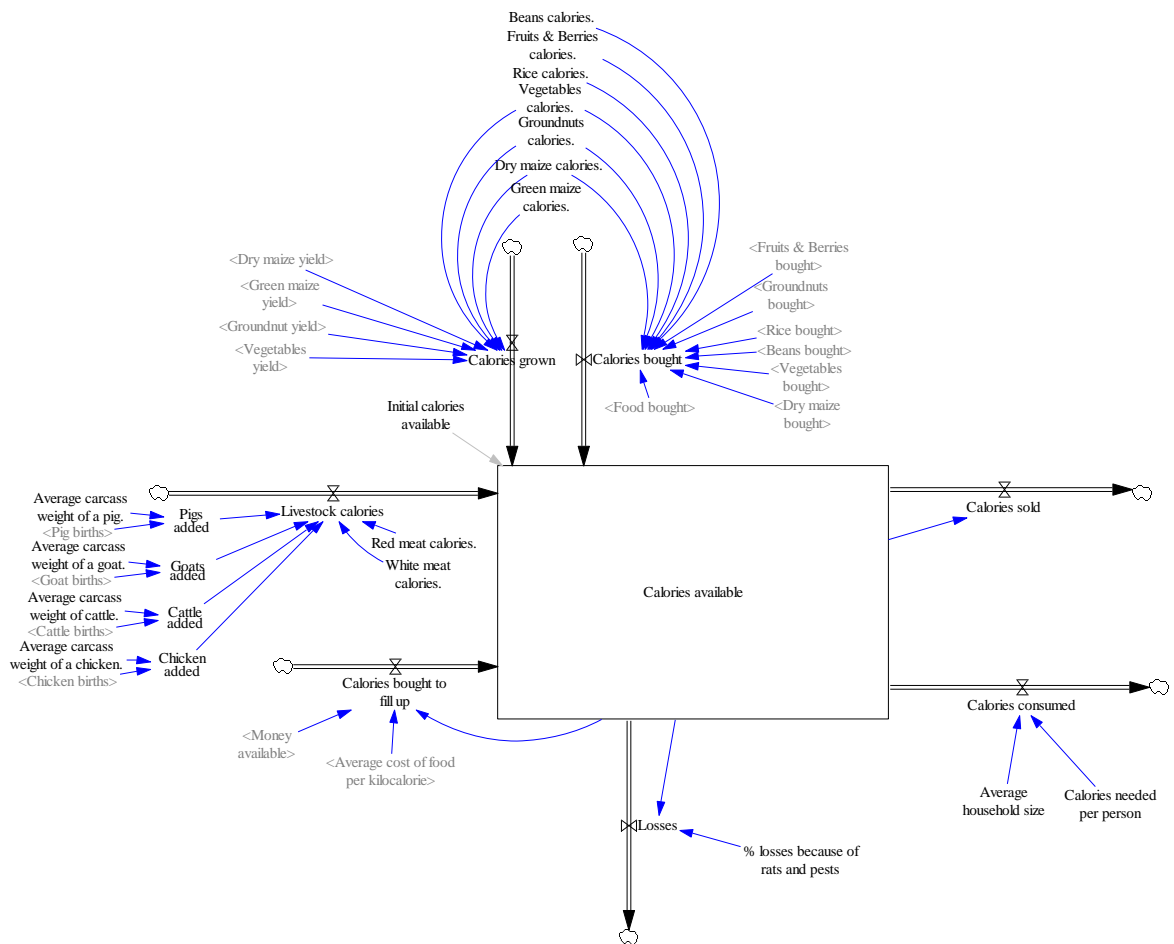 Beans calories.
Fruits & Berries
calories.
Rice calories.
Vegetables
calories.
Groundnuts
calories.
Dry maize calories.
Green maize
calories.
<Dry maize yield>
<Green maize
yield>
<Groundnut yield>
<Vegetables
yield>
Calories grown
Calories bought
<Fruits & Berries
bought>
<Groundnuts
bought>
<Rice bought>
<Beans bought>
<Vegetables
bought>
<Dry maize
bought>
<Food bought>
Initial calories
available
Average carcass
weight of a pig.
<Pig births>
Pigs
added
Livestock calories
Red meat calories.
White meat
calories.
Average carcass
weight of a goat.
<Goat births>
Goats
added
Average carcass
weight of cattle.
<Cattle births>
Cattle
added
Average carcass
weight of a chicken.
<Chicken births>
Chicken
added
Calories available
Calories sold
Calories bought to
fill up
<Money
available>
<Average cost of food
per kilocalorie>
Calories consumed
Average
household size
Calories needed
per person
Losses
% losses because of
rats and pests